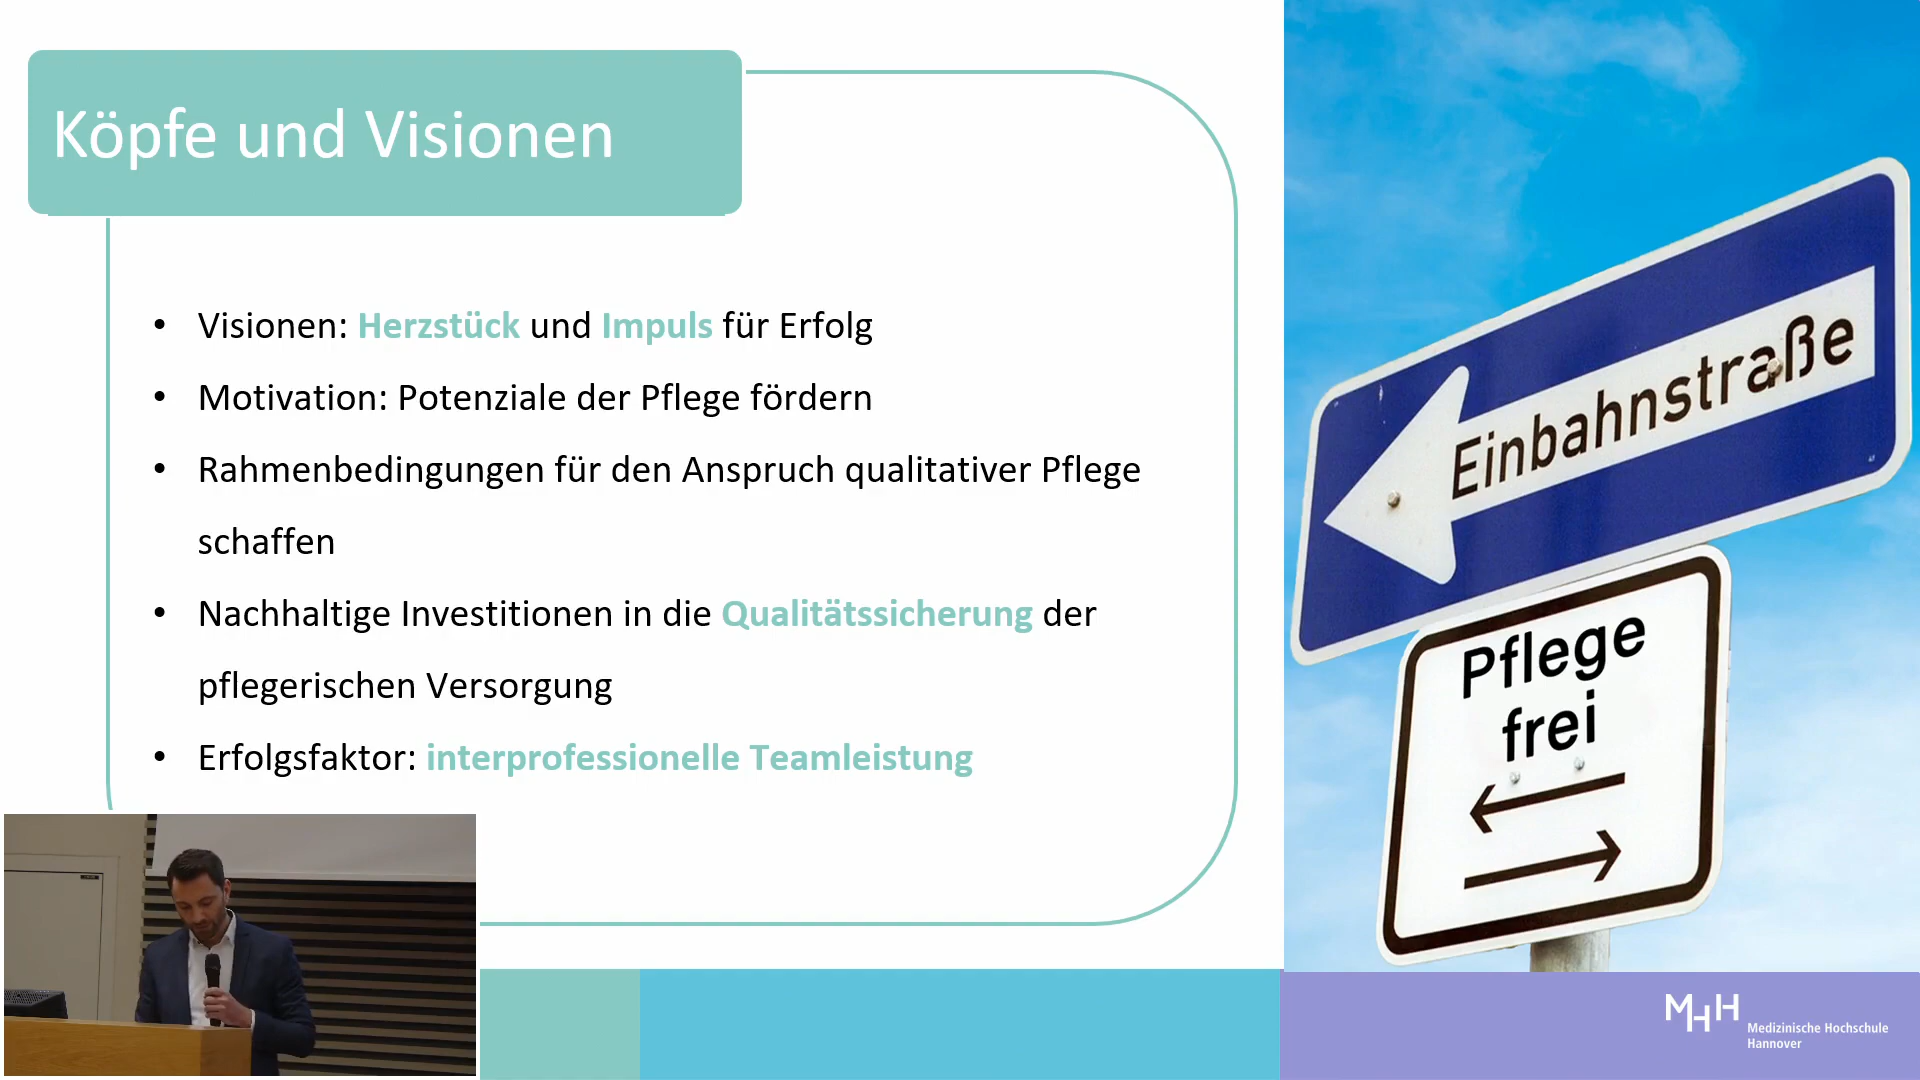 Köpfe und Visionen
• Visionen: Herzstück und Impuls für Erfolg
• Motivation: Potenziale der Pflege fördern
• Rahmenbedingungen für den Anspruch qualitativer Pflege
schaffen
• Nachhaltige Investitionen in die Qualitätssicherung der
pflegerischen Versorgung
• Erfolgsfaktor: interprofessionelle Teamleistung
Einbahnstraße
Pflege
frei
MHH
Medizinische Hochschule
Hannover